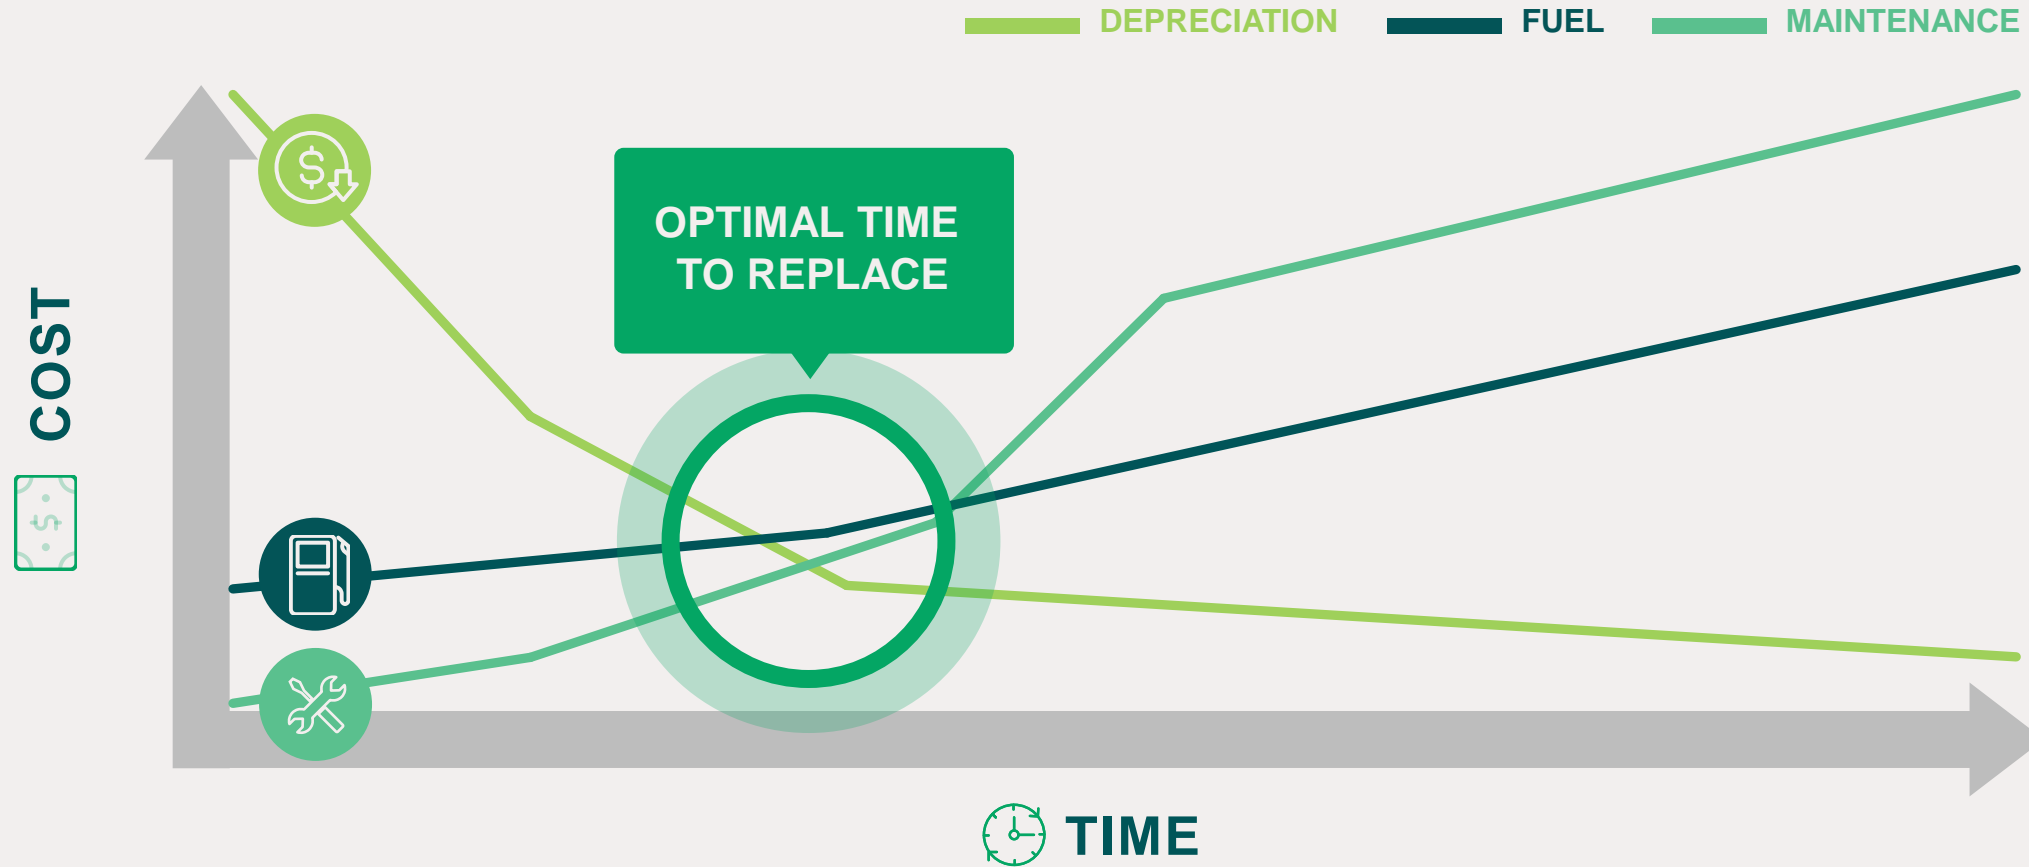 DEPRECIATION
FUEL
MAINTENANCE
$
OPTIMAL TIME
TO REPLACE
COST
$
TIME